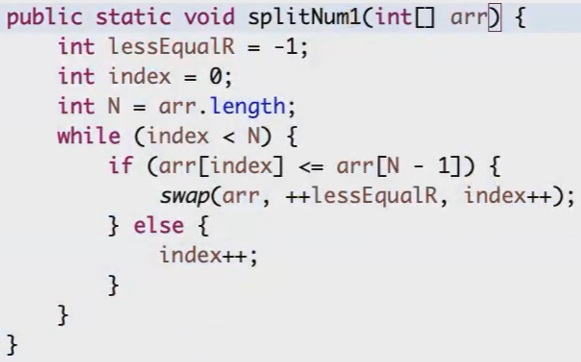 public static void splitNum1(int[] arr) {
    int lessEqualR = -1;
    int index = 0;
    int N = arr.length;
    while (index < N) {
        if (arr[index] <= arr[N - 1]) {
            swap(arr, ++lessEqualR, index++);
        } else {
            index++;
        }
    }
}